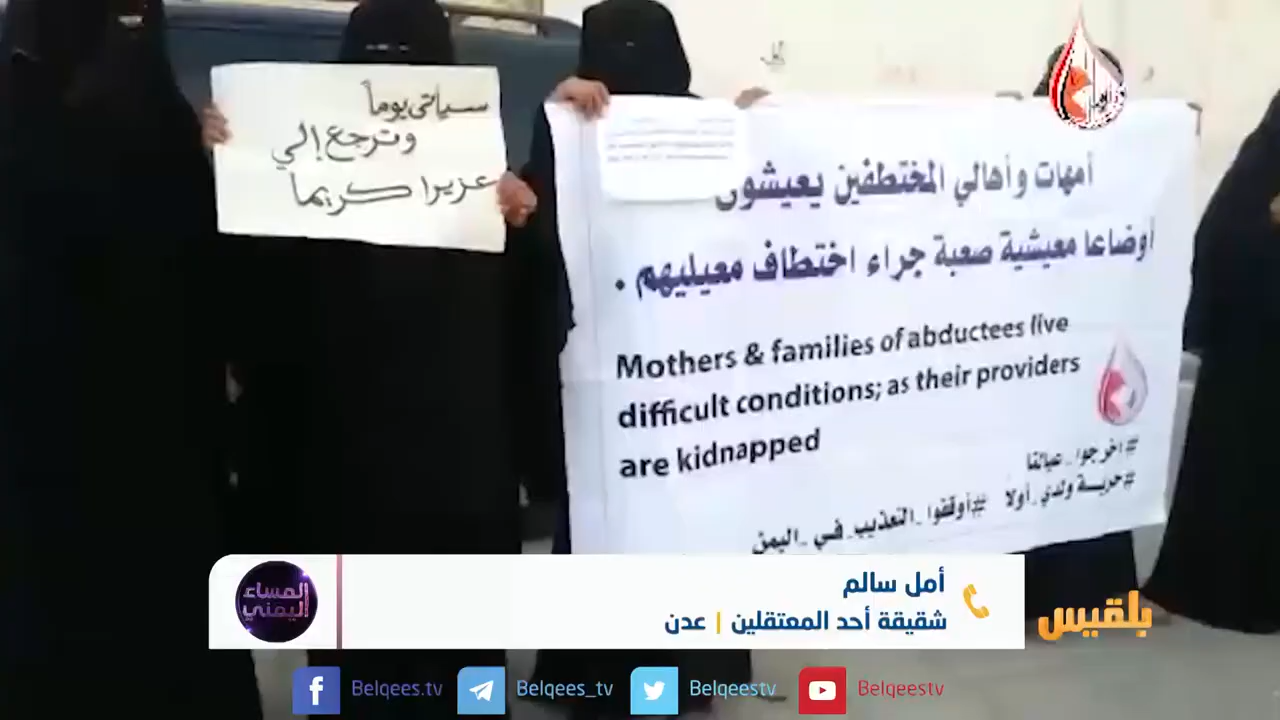 سيأتي يوماً
وترجع إلي
عزيزا كريما
أمهات وأهالي المختطفين يعيشون
أوضاعا معيشية صعبة جراء اختطاف معيليهم .
Mothers & families of abductees live
difficult conditions; as their providers
are kidnapped
#اخرجوا_عيالنا
#حرية_ولدي_أولا #أوقفوا_التعذيب_في_اليمن
المساء
اليمني
أمل سالم
شقيقة أحد المعتقلين | عدن
بلقيس
Belqees.tv
Belqees_tv
Belqeestv
Belqeestv